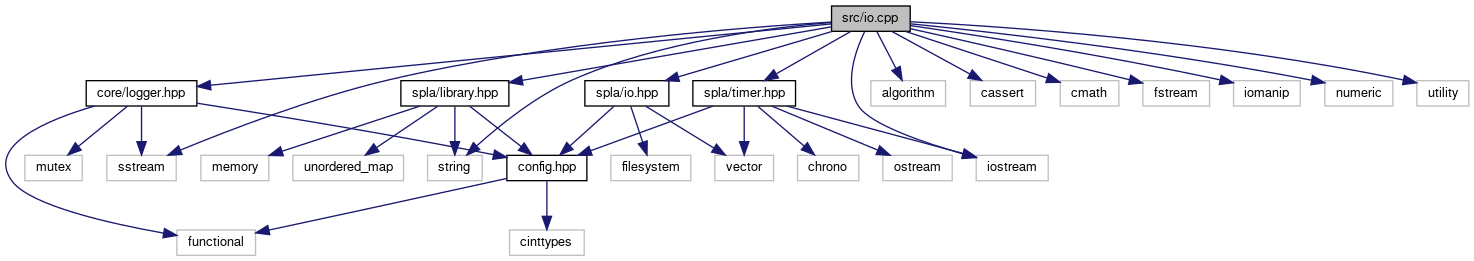 src/io.cpp
core/logger.hpp
spla/library.hpp
spla/io.hpp
spla/timer.hpp
algorithm
cassert
cmath
fstream
iomanip
numeric
utility
mutex
sstream
memory
unordered_map
string
config.hpp
filesystem
vector
chrono
ostream
iostream
functional
cinttypes